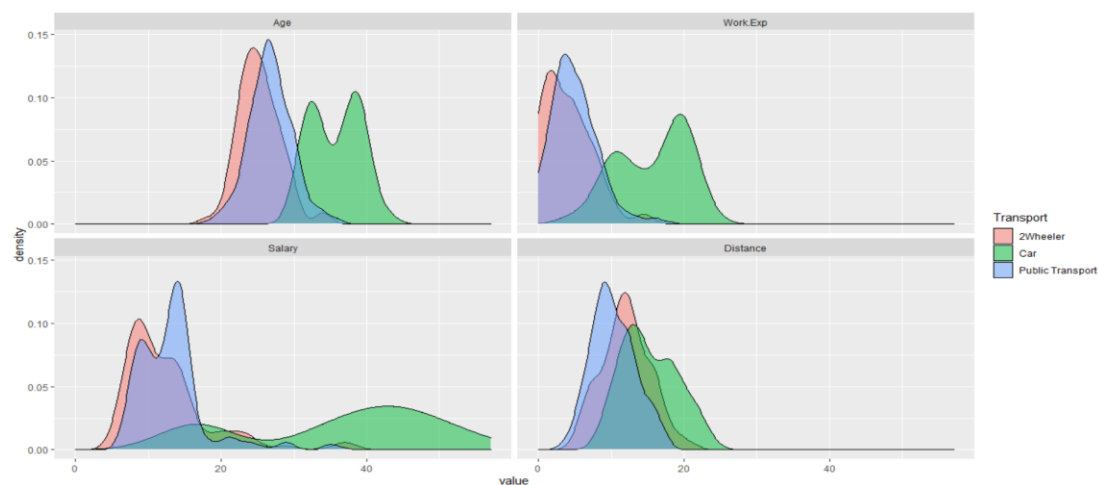 Age
Work.Exp
0.15
0.10
0.05
0.00
Salary
Distance
0.15
0.10
0.05
0.00
0
20
40
0
20
40
density
value
Transport
2Wheeler
Car
Public Transport